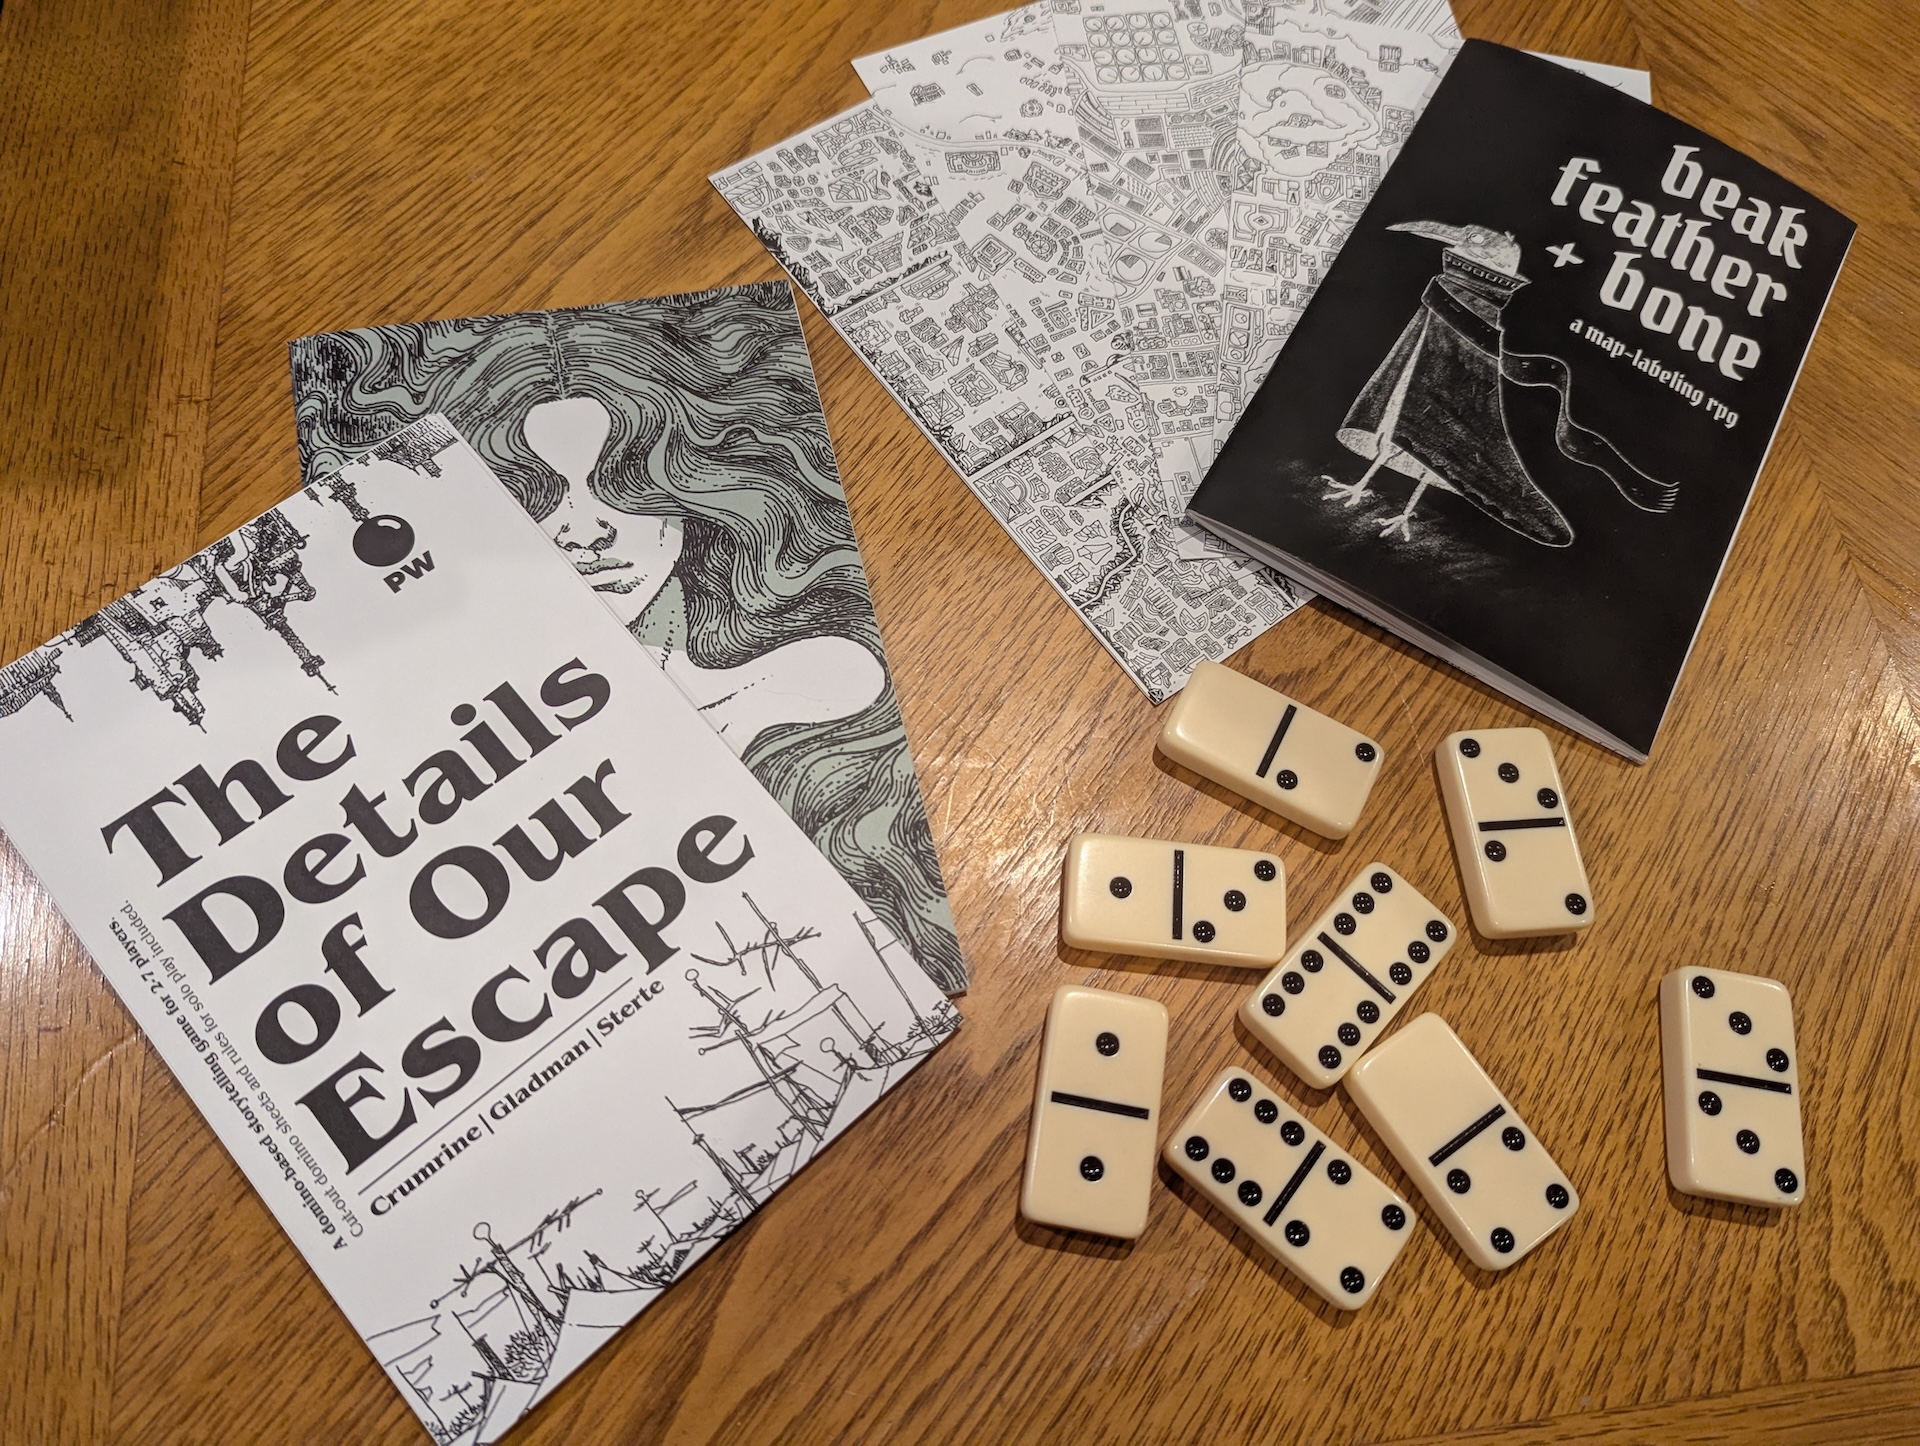 PW
The
Details
of Our
Escape
Crumrine | Gladman | Sterte
A domino-based storytelling game for 2-7 players.
Cut-out domino sheets and rules for solo play included.
beak
feather
+ bone
a map-labeling rpg